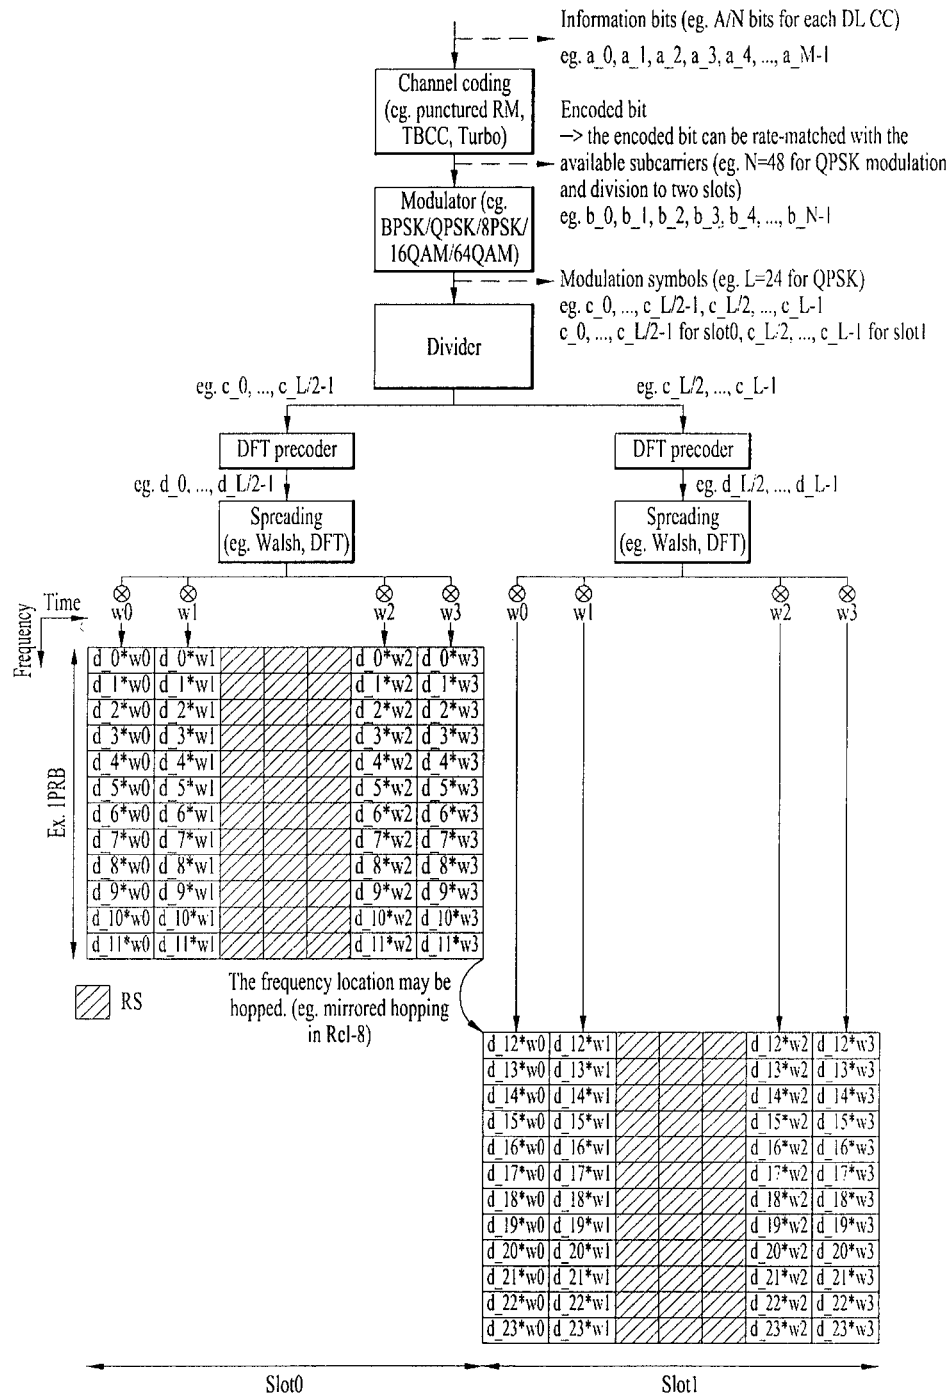 Information bits (eg. A/N bits for each DL CC)
eg. a_0, a_1, a_2, a_3, a_4, ..., a_M-1
Channel coding
(eg. punctured RM,
TBCC, Turbo)
Encoded bit
–> the encoded bit can be rate-matched with the
available subcarriers (eg. N=48 for QPSK modulation
and division to two slots)
eg. b_0, b_1, b_2, b_3, b_4, ..., b_N-1
Modulator (eg.
BPSK/QPSK/8PSK/
16QAM/64QAM)
Modulation symbols (eg. L=24 for QPSK)
eg. c_0, ..., c_L/2-1, c_L/2, ..., c_L-1
c_0, ..., c_L/2-1 for slot0, c_L/2, ..., c_L-1 for slot1
Divider
eg. c_0, ..., c_L/2-1
eg. c_L/2, ..., c_L-1
DFT precoder
DFT precoder
eg. d_0, ..., d_L/2-1
eg. d_L/2, ..., d_L-1
Spreading
(eg. Walsh, DFT)
Spreading
(eg. Walsh, DFT)
Time
Frequency
w0 w1 w2 w3
w0 w1 w2 w3
d_0*w0 d_0*w1 d_0*w2 d_0*w3
d_1*w0 d_1*w1 d_1*w2 d_1*w3
d_2*w0 d_2*w1 d_2*w2 d_2*w3
d_3*w0 d_3*w1 d_3*w2 d_3*w3
d_4*w0 d_4*w1 d_4*w2 d_4*w3
d_5*w0 d_5*w1 d_5*w2 d_5*w3
d_6*w0 d_6*w1 d_6*w2 d_6*w3
d_7*w0 d_7*w1 d_7*w2 d_7*w3
d_8*w0 d_8*w1 d_8*w2 d_8*w3
d_9*w0 d_9*w1 d_9*w2 d_9*w3
d_10*w0 d_10*w1 d_10*w2 d_10*w3
d_11*w0 d_11*w1 d_11*w2 d_11*w3
Ex. 1PRB
RS
The frequency location may be
hopped. (eg. mirrored hopping
in Rel-8)
d_12*w0 d_12*w1 d_12*w2 d_12*w3
d_13*w0 d_13*w1 d_13*w2 d_13*w3
d_14*w0 d_14*w1 d_14*w2 d_14*w3
d_15*w0 d_15*w1 d_15*w2 d_15*w3
d_16*w0 d_16*w1 d_16*w2 d_16*w3
d_17*w0 d_17*w1 d_17*w2 d_17*w3
d_18*w0 d_18*w1 d_18*w2 d_18*w3
d_19*w0 d_19*w1 d_19*w2 d_19*w3
d_20*w0 d_20*w1 d_20*w2 d_20*w3
d_21*w0 d_21*w1 d_21*w2 d_21*w3
d_22*w0 d_22*w1 d_22*w2 d_22*w3
d_23*w0 d_23*w1 d_23*w2 d_23*w3
Slot0
Slot1